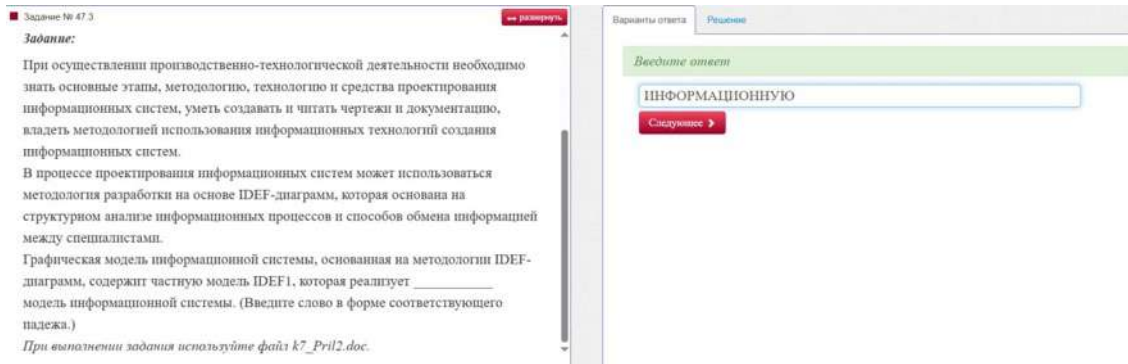 Задание № 47.3
развернуть
Задание:
При осуществлении производственно-технологической деятельности необходимо
знать основные этапы, методологию, технологию и средства проектирования
информационных систем, уметь создавать и читать чертежи и документацию,
владеть методологией использования информационных технологий создания
информационных систем.
В процессе проектирования информационных систем может использоваться
методология разработки на основе IDEF-диаграмм, которая основана на
структурном анализе информационных процессов и способов обмена информацией
между специалистами.
Графическая модель информационной системы, основанная на методологии IDEF-
диаграмм, содержит частную модель IDEF1, которая реализует ___________
модель информационной системы. (Введите слово в форме соответствующего
падежа.)
При выполнении задания используйте файл k7_Pril2.doc.
Варианты ответа
Решение
Введите ответ
ИНФОРМАЦИОННУЮ
Следующее